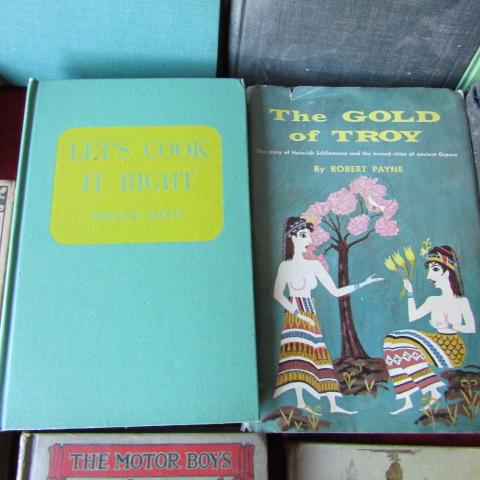 LET'S COOK
IT RIGHT
ADELLE DAVIS
The GOLD
of TROY
The story of Heinrich Schliemann and the buried cities of ancient Greece
By ROBERT PAYNE
THE MOTOR BOYS